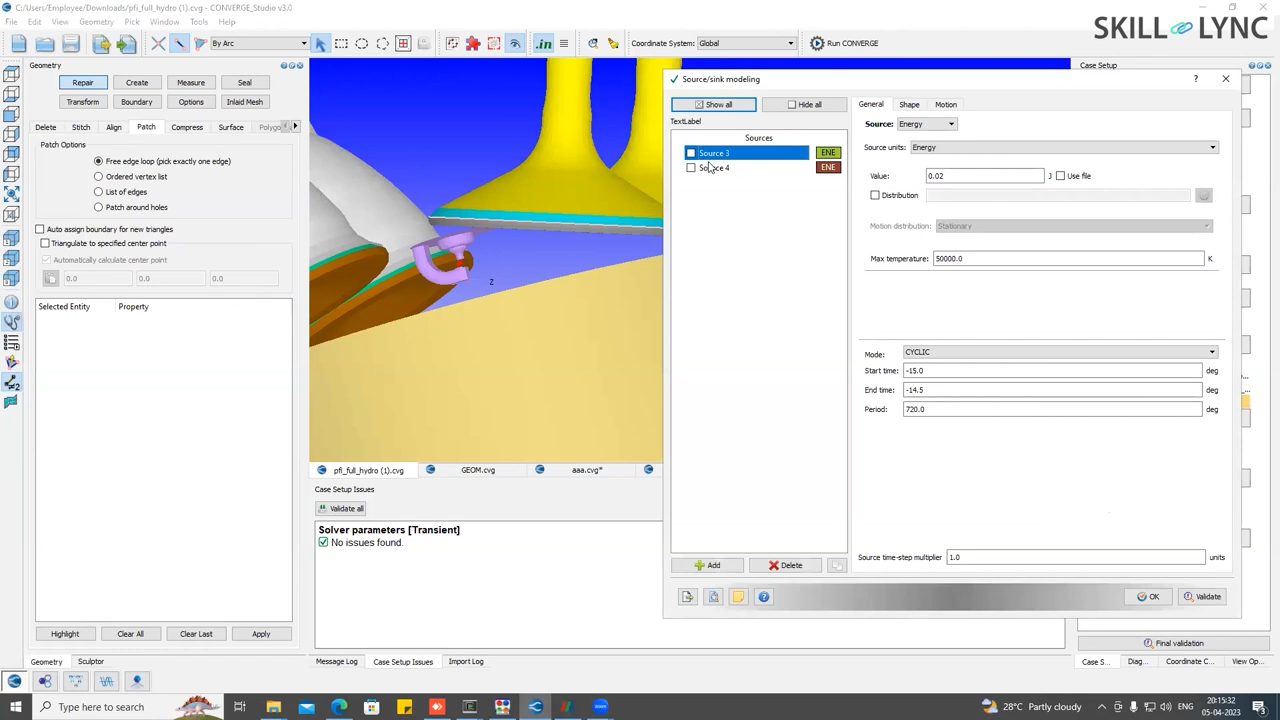 C:/Users/Employee/Downloads/pfi_full_hydro (1).cvg - CONVERGE_Studio v3.0
File Edit View Geometry Tools Window Help
SKILL LYNC
By Arc
.in
Coordinate System: Global
Run CONVERGE
Geometry
Repair Create Measure Seal
Transform Boundary Options Inlaid Mesh
Delete Stitch Align Patch Compress Surface Polygo
Patch Options
Free edge loop (pick exactly one edge)
Ordered vertex list
List of edges
Patch around holes
Auto assign boundary for new triangles
Triangulate to specified center point
Automatically calculate center point
0.0 0.0 0.0
Selected Entity Property
Highlight Clear All Clear Last Apply
Geometry Sculptor
Z
pfi_full_hydro (1).cvg GEOM.cvg aaa.cvg*
Case Setup Issues
Validate all
Solver parameters [Transient]
No issues found.
Message Log Case Setup Issues Import Log
Source/sink modeling
?
Show all Hide all
TextLabel
Sources
Source 3 ENE
Source 4 ENE
Add Delete
General Shape Motion
Source: Energy
Source units: Energy
Value: 0.02 J Use file
Distribution
Motion distribution: Stationary
Max temperature: 50000.0 K
Mode: CYCLIC
Start time: -15.0 deg
End time: -14.5 deg
Period: 720.0 deg
Source time-step multiplier 1.0 units
OK Validate
Case Setup
Final validation
Case S... Diag... Coordinate C... View Op...
Type here to search
28°C Partly cloudy
ENG
20:15:32
05-04-2023